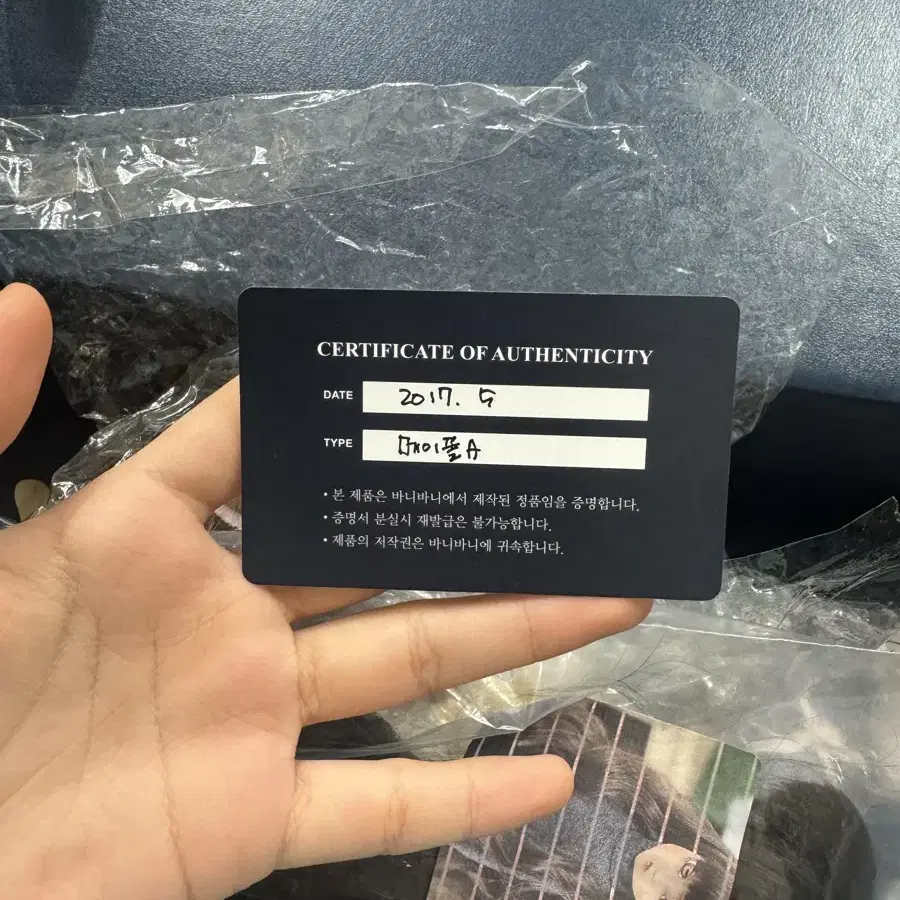 CERTIFICATE OF AUTHENTICITY
DATE 2017. 5
TYPE 메이플A
• 본 제품은 바니바니에서 제작된 정품임을 증명합니다.
• 증명서 분실시 재발급은 불가능합니다.
• 제품의 저작권은 바니바니에 귀속합니다.